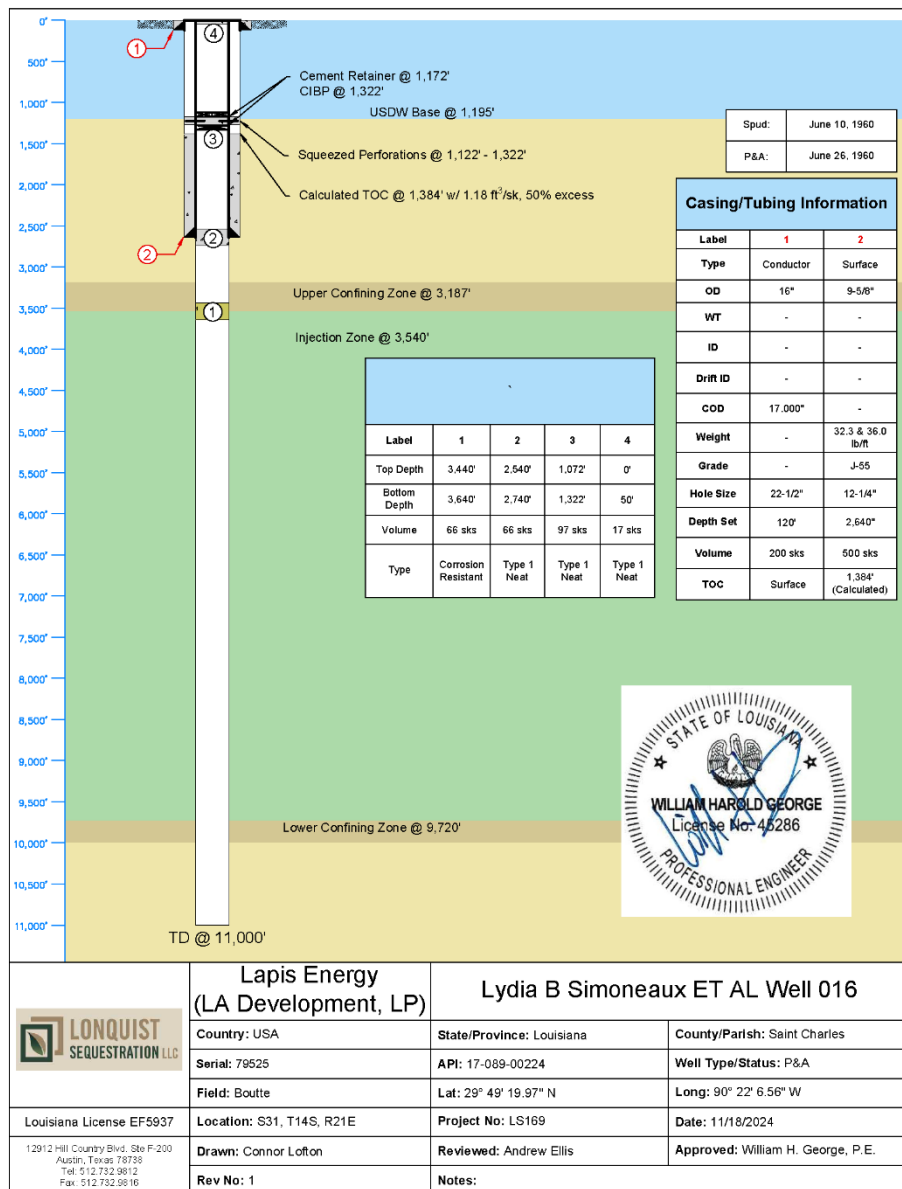 0'
500'
1,000'
1,500'
2,000'
2,500'
3,000'
3,500'
4,000'
4,500'
5,000'
5,500'
6,000'
6,500'
7,000'
7,500'
8,000'
8,500'
9,000'
9,500'
10,000'
10,500'
11,000'
1
4
Cement Retainer @ 1,172'
CIBP @ 1,322'
USDW Base @ 1,195'
3
Squeezed Perforations @ 1,122' - 1,322'
Calculated TOC @ 1,384' w/ 1.18 ft³/sk, 50% excess
2
2
Upper Confining Zone @ 3,187'
1
Injection Zone @ 3,540'
Lower Confining Zone @ 9,720'
TD @ 11,000'
Spud: June 10, 1960
P&A: June 26, 1960
Casing/Tubing Information
Label 1 2
Type Conductor Surface
OD 16" 9-5/8"
WT - -
ID - -
Drift ID - -
COD 17.000" -
Weight - 32.3 & 36.0 lb/ft
Grade - J-55
Hole Size 22-1/2" 12-1/4"
Depth Set 120' 2,640"
Volume 200 sks 500 sks
TOC Surface 1,384' (Calculated)
`
Label 1 2 3 4
Top Depth 3,440' 2,540' 1,072' 0'
Bottom Depth 3,640' 2,740' 1,322' 50'
Volume 66 sks 66 sks 97 sks 17 sks
Type Corrosion Resistant Type 1 Neat Type 1 Neat Type 1 Neat
STATE OF LOUISIANA
WILLIAM HAROLD GEORGE
License No. 45286
PROFESSIONAL ENGINEER
LONQUIST
SEQUESTRATION LLC
Louisiana License EF5937
12912 Hill Country Blvd. Ste F-200
Austin, Texas 78738
Tel: 512.732.9812
Fax: 512.732.9816
Lapis Energy
(LA Development, LP)
Lydia B Simoneaux ET AL Well 016
Country: USA
State/Province: Louisiana
County/Parish: Saint Charles
Serial: 79525
API: 17-089-00224
Well Type/Status: P&A
Field: Boutte
Lat: 29° 49' 19.97" N
Long: 90° 22' 6.56" W
Location: S31, T14S, R21E
Project No: LS169
Date: 11/18/2024
Drawn: Connor Lofton
Reviewed: Andrew Ellis
Approved: William H. George, P.E.
Rev No: 1
Notes: